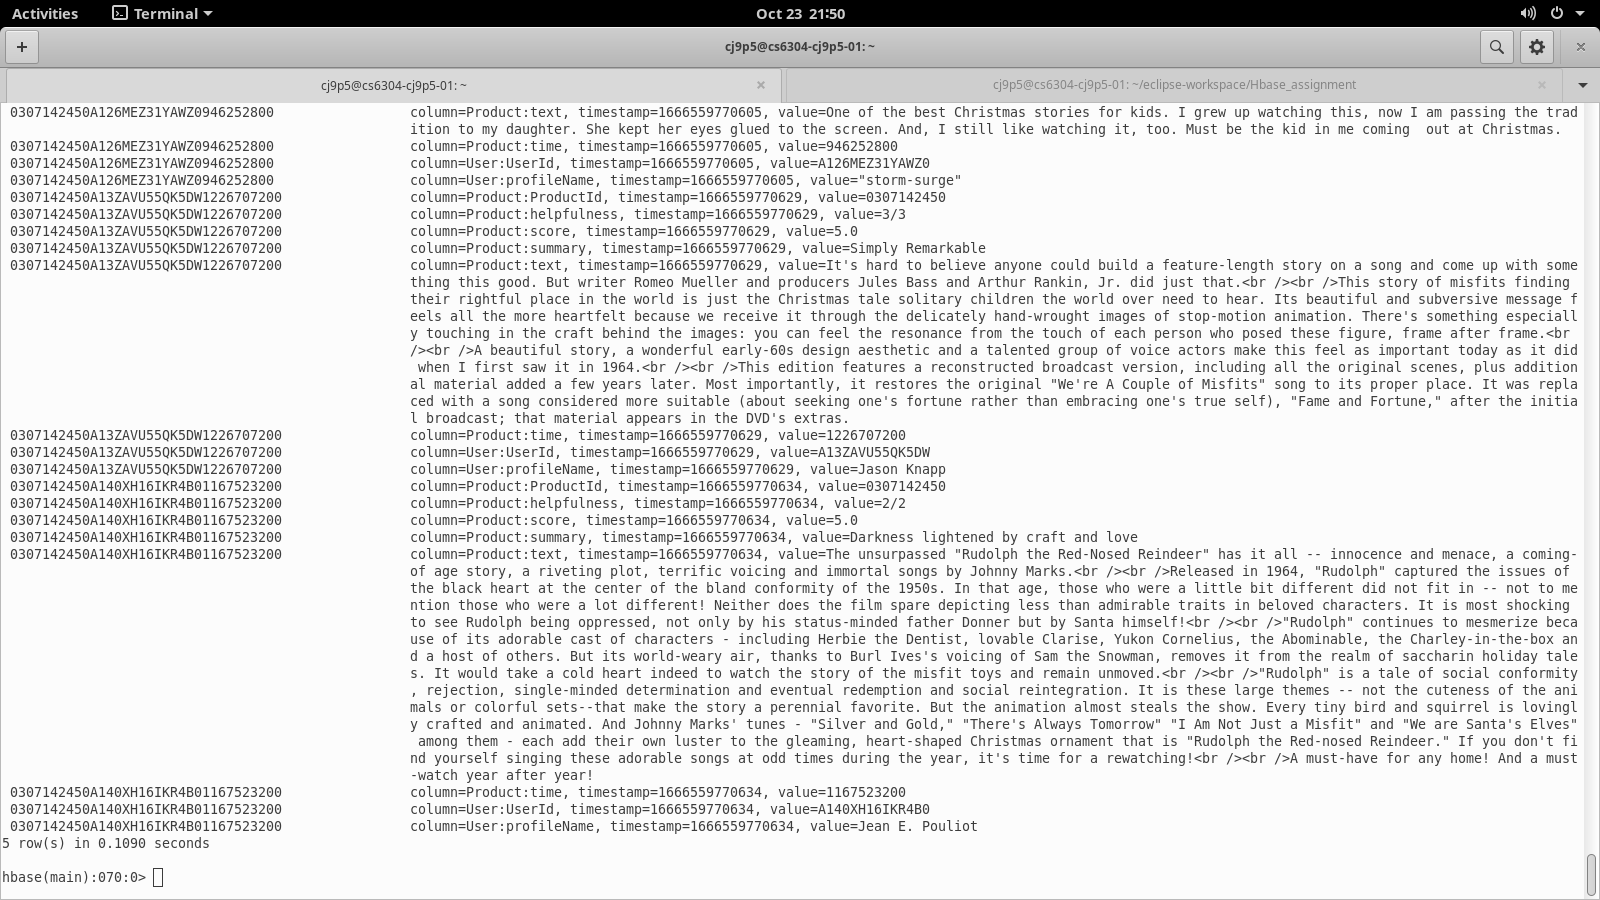 Activities Terminal Oct 23 21:50
cj9p5@cs6304-cj9p5-01: ~
cj9p5@cs6304-cj9p5-01: ~ cj9p5@cs6304-cj9p5-01: ~/eclipse-workspace/Hbase_assignment
0307142450A126MEZ31YAWZ0946252800 column=Product:text, timestamp=1666559770605, value=One of the best Christmas stories for kids. I grew up watching this, now I am passing the trad
ition to my daughter. She kept her eyes glued to the screen. And, I still like watching it, too. Must be the kid in me coming  out at Christmas.
0307142450A126MEZ31YAWZ0946252800 column=Product:time, timestamp=1666559770605, value=946252800
0307142450A126MEZ31YAWZ0946252800 column=User:UserId, timestamp=1666559770605, value=A126MEZ31YAWZ0
0307142450A126MEZ31YAWZ0946252800 column=User:profileName, timestamp=1666559770605, value="storm-surge"
0307142450A13ZAVU55QK5DW1226707200 column=Product:ProductId, timestamp=1666559770629, value=0307142450
0307142450A13ZAVU55QK5DW1226707200 column=Product:helpfulness, timestamp=1666559770629, value=3/3
0307142450A13ZAVU55QK5DW1226707200 column=Product:score, timestamp=1666559770629, value=5.0
0307142450A13ZAVU55QK5DW1226707200 column=Product:summary, timestamp=1666559770629, value=Simply Remarkable
0307142450A13ZAVU55QK5DW1226707200 column=Product:text, timestamp=1666559770629, value=It's hard to believe anyone could build a feature-length story on a song and come up with some
thing this good. But writer Romeo Mueller and producers Jules Bass and Arthur Rankin, Jr. did just that.<br /><br />This story of misfits finding
their rightful place in the world is just the Christmas tale solitary children the world over need to hear. Its beautiful and subversive message f
eels all the more heartfelt because we receive it through the delicately hand-wrought images of stop-motion animation. There's something especiall
y touching in the craft behind the images: you can feel the resonance from the touch of each person who posed these figure, frame after frame.<br
/><br />A beautiful story, a wonderful early-60s design aesthetic and a talented group of voice actors make this feel as important today as it did
when I first saw it in 1964.<br /><br />This edition features a reconstructed broadcast version, including all the original scenes, plus addition
al material added a few years later. Most importantly, it restores the original "We're A Couple of Misfits" song to its proper place. It was repla
ced with a song considered more suitable (about seeking one's fortune rather than embracing one's true self), "Fame and Fortune," after the initia
l broadcast; that material appears in the DVD's extras.
0307142450A13ZAVU55QK5DW1226707200 column=Product:time, timestamp=1666559770629, value=1226707200
0307142450A13ZAVU55QK5DW1226707200 column=User:UserId, timestamp=1666559770629, value=A13ZAVU55QK5DW
0307142450A13ZAVU55QK5DW1226707200 column=User:profileName, timestamp=1666559770629, value=Jason Knapp
0307142450A140XH16IKR4B01167523200 column=Product:ProductId, timestamp=1666559770634, value=0307142450
0307142450A140XH16IKR4B01167523200 column=Product:helpfulness, timestamp=1666559770634, value=2/2
0307142450A140XH16IKR4B01167523200 column=Product:score, timestamp=1666559770634, value=5.0
0307142450A140XH16IKR4B01167523200 column=Product:summary, timestamp=1666559770634, value=Darkness lightened by craft and love
0307142450A140XH16IKR4B01167523200 column=Product:text, timestamp=1666559770634, value=The unsurpassed "Rudolph the Red-Nosed Reindeer" has it all -- innocence and menace, a coming-
of age story, a riveting plot, terrific voicing and immortal songs by Johnny Marks.<br /><br />Released in 1964, "Rudolph" captured the issues of
the black heart at the center of the bland conformity of the 1950s. In that age, those who were a little bit different did not fit in -- not to me
ntion those who were a lot different! Neither does the film spare depicting less than admirable traits in beloved characters. It is most shocking
to see Rudolph being oppressed, not only by his status-minded father Donner but by Santa himself!<br /><br />"Rudolph" continues to mesmerize beca
use of its adorable cast of characters - including Herbie the Dentist, lovable Clarise, Yukon Cornelius, the Abominable, the Charley-in-the-box an
d a host of others. But its world-weary air, thanks to Burl Ives's voicing of Sam the Snowman, removes it from the realm of saccharin holiday tale
s. It would take a cold heart indeed to watch the story of the misfit toys and remain unmoved.<br /><br />"Rudolph" is a tale of social conformity
, rejection, single-minded determination and eventual redemption and social reintegration. It is these large themes -- not the cuteness of the ani
mals or colorful sets--that make the story a perennial favorite. But the animation almost steals the show. Every tiny bird and squirrel is lovingl
y crafted and animated. And Johnny Marks' tunes - "Silver and Gold," "There's Always Tomorrow" "I Am Not Just a Misfit" and "We are Santa's Elves"
among them - each add their own luster to the gleaming, heart-shaped Christmas ornament that is "Rudolph the Red-nosed Reindeer." If you don't fi
nd yourself singing these adorable songs at odd times during the year, it's time for a rewatching!<br /><br />A must-have for any home! And a must
-watch year after year!
0307142450A140XH16IKR4B01167523200 column=Product:time, timestamp=1666559770634, value=1167523200
0307142450A140XH16IKR4B01167523200 column=User:UserId, timestamp=1666559770634, value=A140XH16IKR4B0
0307142450A140XH16IKR4B01167523200 column=User:profileName, timestamp=1666559770634, value=Jean E. Pouliot
5 row(s) in 0.1090 seconds
hbase(main):070:0>